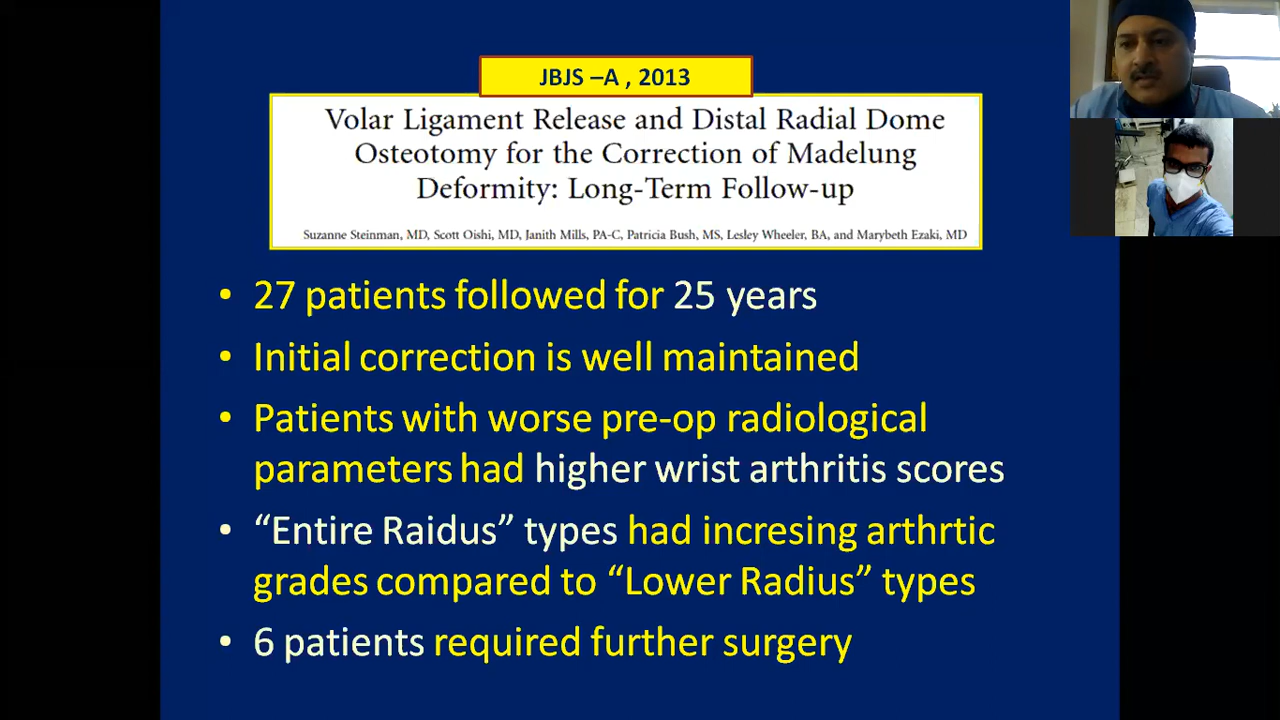 JBJS –A , 2013
Volar Ligament Release and Distal Radial Dome
Osteotomy for the Correction of Madelung
Deformity: Long-Term Follow-up
Suzanne Steinman, MD, Scott Oishi, MD, Janith Mills, PA-C, Patricia Bush, MS, Lesley Wheeler, BA, and Marybeth Ezaki, MD
• 27 patients followed for 25 years
• Initial correction is well maintained
• Patients with worse pre-op radiological
parameters had higher wrist arthritis scores
• “Entire Raidus” types had incresing arthrtic
grades compared to “Lower Radius” types
• 6 patients required further surgery